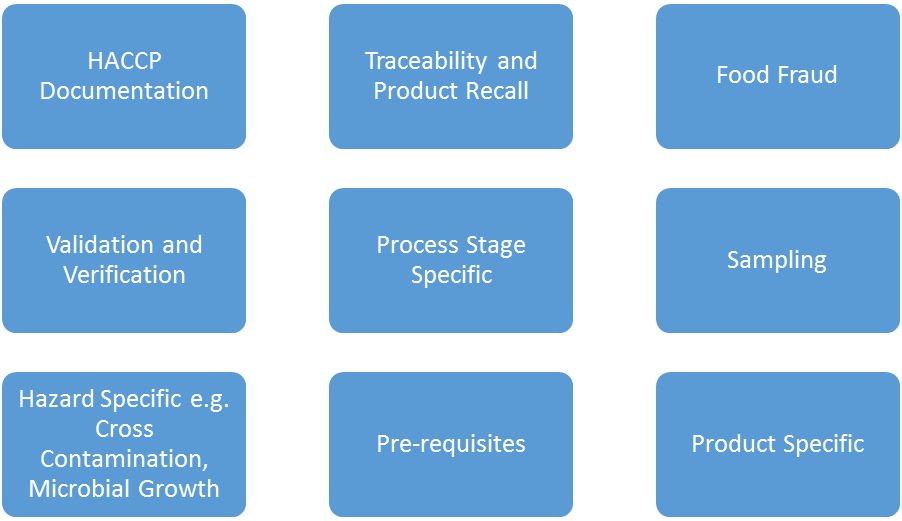 HACCP
Documentation
Traceability and
Product Recall
Food Fraud
Validation and
Verification
Process Stage
Specific
Sampling
Hazard Specific e.g.
Cross
Contamination,
Microbial Growth
Pre-requisites
Product Specific